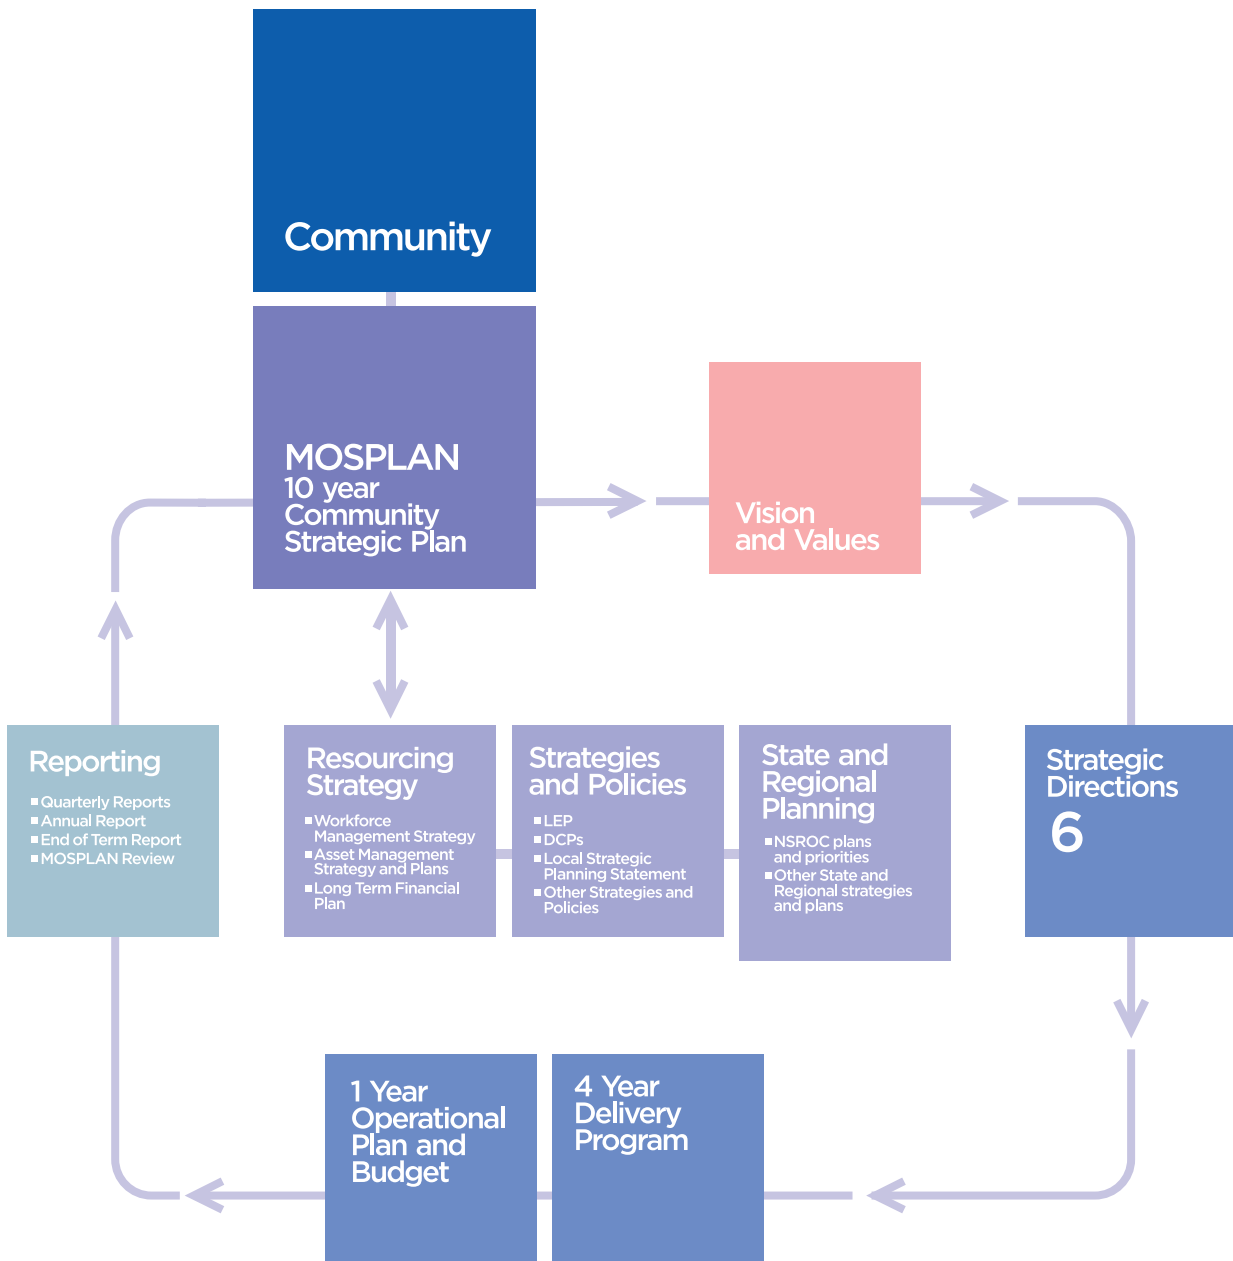 Community
MOSPLAN
10 year
Community
Strategic Plan
Vision
and Values
Reporting
Quarterly Reports
Annual Report
End of Term Report
MOSPLAN Review
Resourcing
Strategy
Workforce
Management Strategy
Asset Management
Strategy and Plans
Long Term Financial
Plan
Strategies
and Policies
LEP
DCPs
Local Strategic
Planning Statement
Other Strategies and
Policies
State and
Regional
Planning
NSROC plans
and priorities
Other State and
Regional strategies
and plans
Strategic
Directions
6
1 Year
Operational
Plan and
Budget
4 Year
Delivery
Program